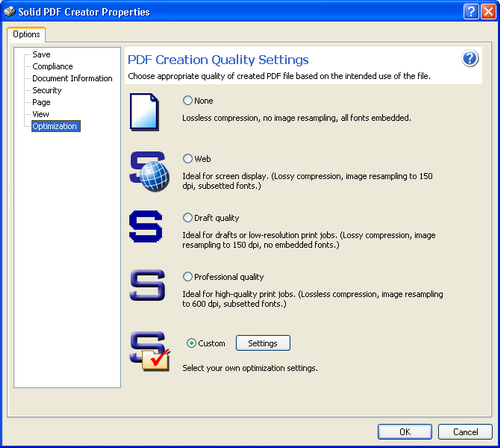 Solid PDF Creator Properties
Options
Save
Compliance
Document Information
Security
Page
View
Optimization
PDF Creation Quality Settings
Choose appropriate quality of created PDF file based on the intended use of the file.
None
Lossless compression, no image resampling, all fonts embedded.
Web
Ideal for screen display. (Lossy compression, image resampling to 150
dpi, subsetted fonts.)
Draft quality
Ideal for drafts or low-resolution print jobs. (Lossy compression, image
resampling to 150 dpi, no embedded fonts.)
Professional quality
Ideal for high-quality print jobs. (Lossless compression, image resampling
to 600 dpi, subsetted fonts.)
Custom Settings
Select your own optimization settings.
OK Cancel